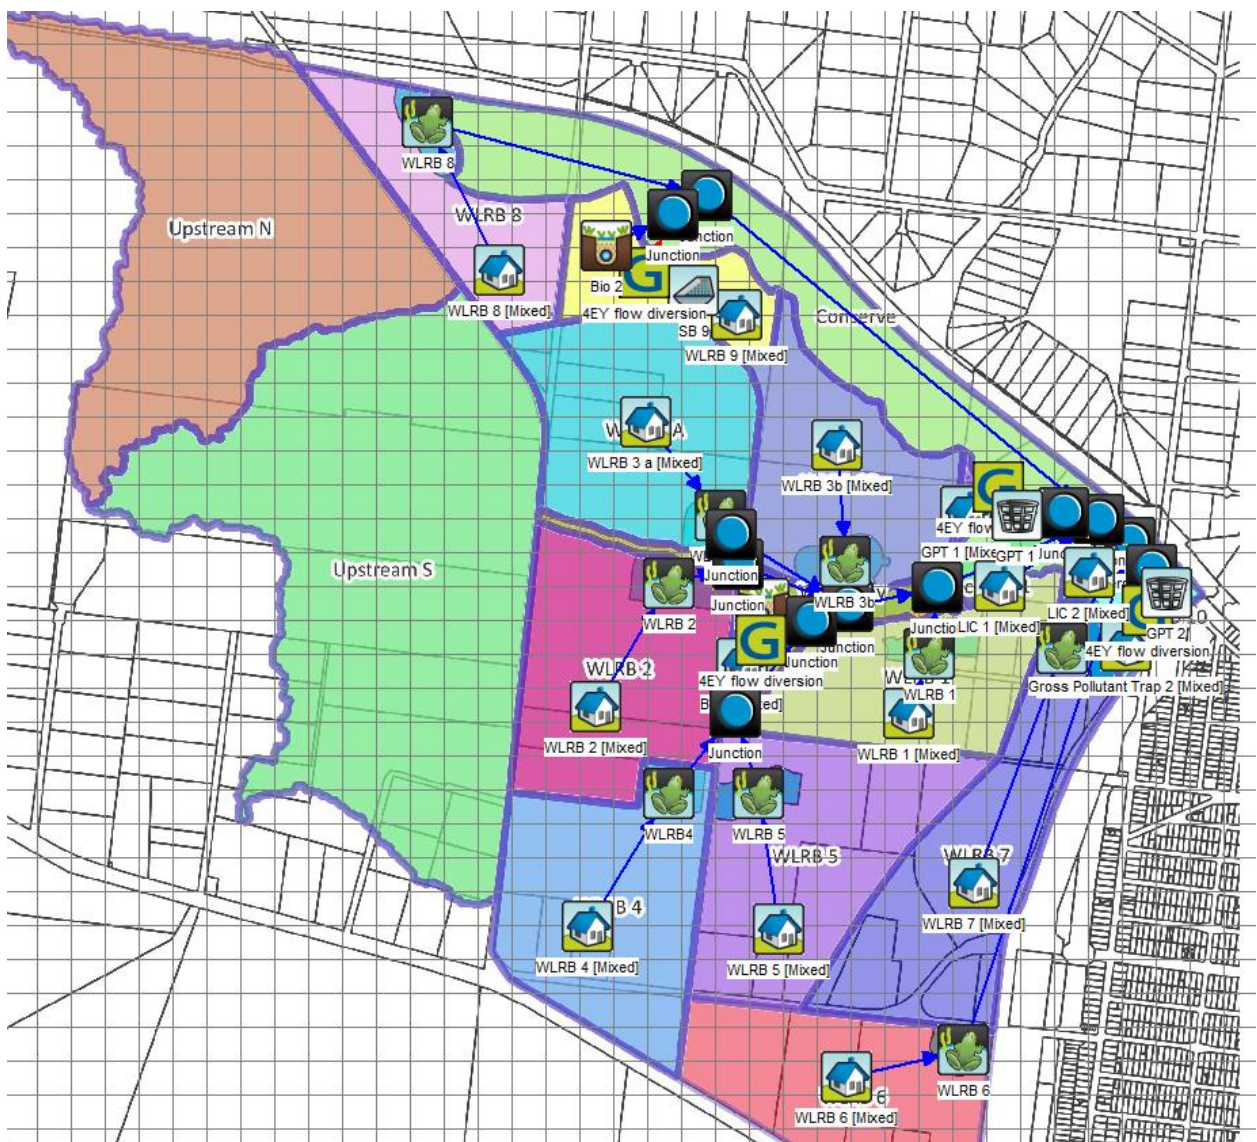 WLRB 8
Upstream N
WLRB 8
Junction
Junction
Bio 2
WLRB 8 [Mixed]
4EY flow diversion
SB 9
Conserve
WLRB 9 [Mixed]
A
WLRB 3 a [Mixed]
WLRB 3b [Mixed]
4EY flow
GPT 1
GPT 1
Upstream S
Junction
Junction
WLRB 3b
WLRB 2
LIC 1 [Mixed]
LIC 2 [Mixed]
Junction
Junction
GPT 2
4EY flow diversion
WLRB 2
4EY flow diversion
WLRB 1
Gross Pollutant Trap 2 [Mixed]
WLRB 2 [Mixed]
Junction
WLRB 1 [Mixed]
WLRB4
WLRB 5
WLRB 5
WLRB 7
B 4
WLRB 7 [Mixed]
WLRB 4 [Mixed]
WLRB 5 [Mixed]
WLRB 6
WLRB 6 [Mixed]